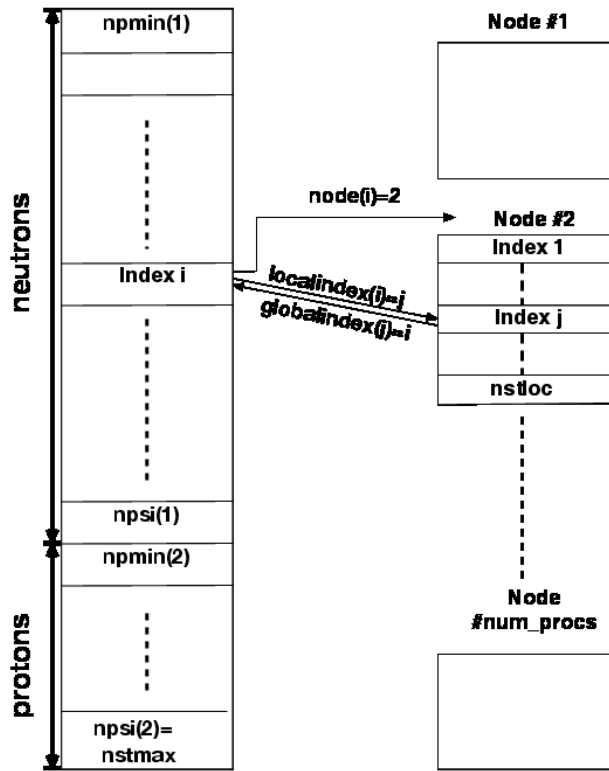 neutrons
protons
npmin(1)
Index i
npsi(1)
npmin(2)
npsi(2)=
nstmax
node(i)=2
localindex(i)=j
globalindex(j)=i
Node #1
Node #2
Index 1
Index j
nstloc
Node
#num_procs